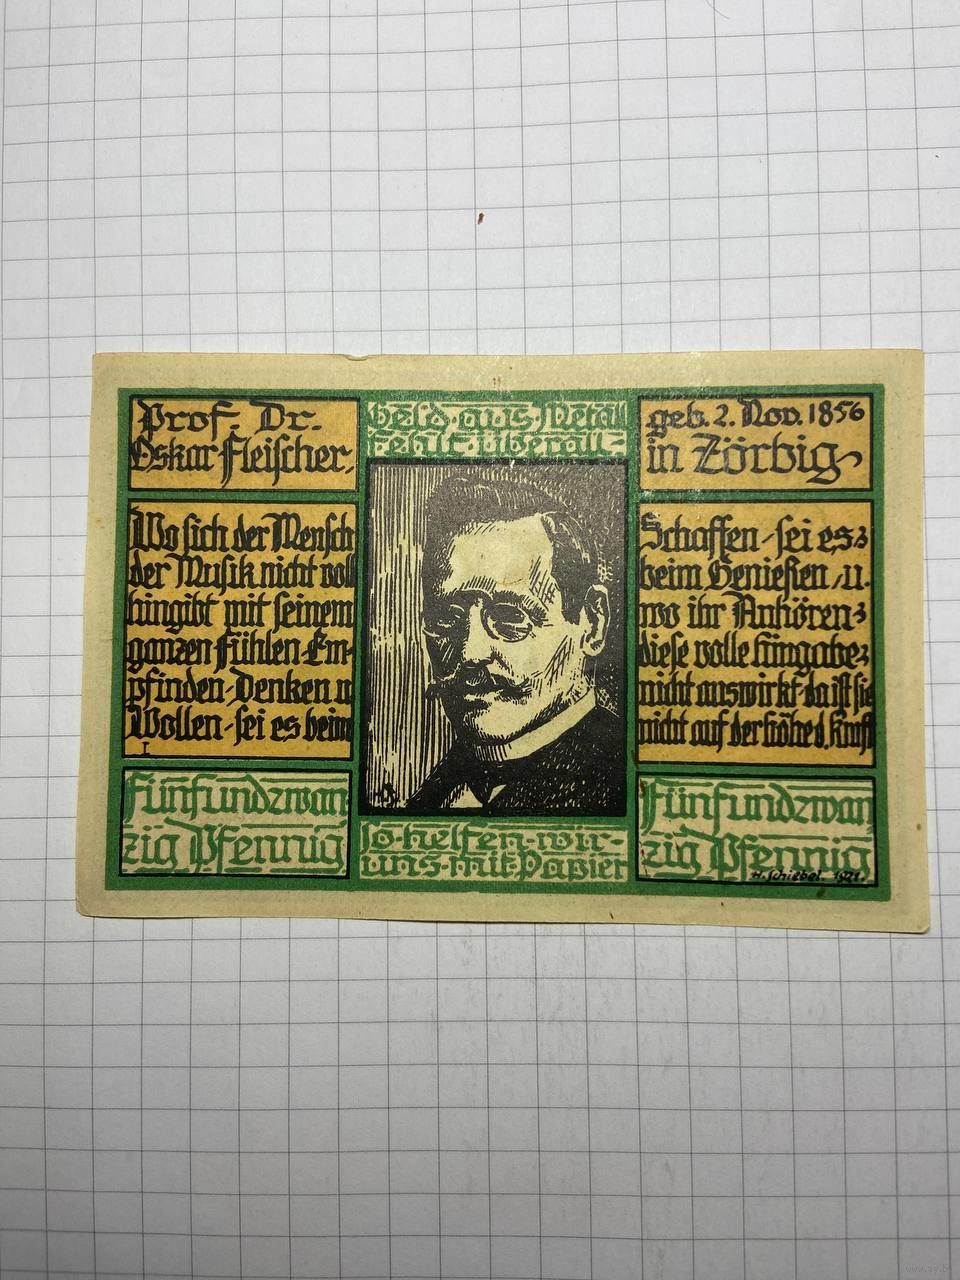 Prof. Dr.
Oskar Fleischer,
Geld aus Metall
fehlt überall
geb. 2. Nov. 1856
in Zörbig
Wo sich der Mensch
der Musik nicht voll
hingibt mit seinem
ganzen Fühlen Em-
pfinden, Denken u
Wollen - sei es beim
I
Schaffen - sei es
beim Genießen, u.
wo ihr Anhören
diese volle Hingabe
nicht auswirkt da ist sie
nicht auf der Höhe d. Kunst
Fünfundzwan
zig Pfennig
So helfen wir
uns mit Papier
Fünfundzwan
zig Pfennig
H. Schiebel. 1921.